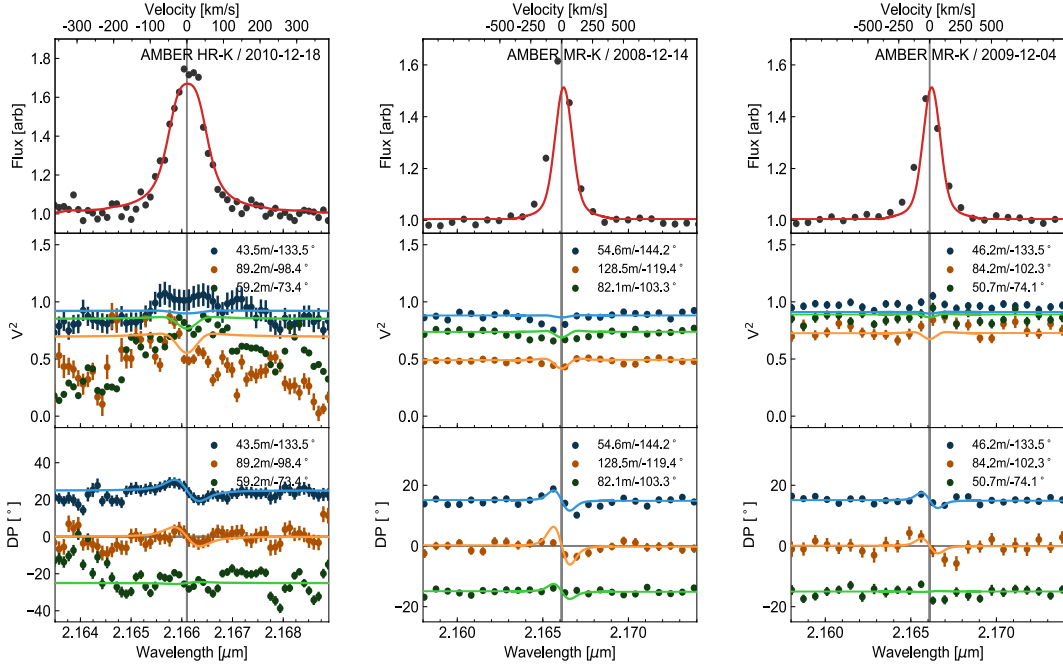 Velocity [km/s]
−300 −200 −100 0 100 200 300
AMBER HR-K / 2010-12-18
Flux [arb]
1.8
1.6
1.4
1.2
1.0
43.5m/-133.5°
89.2m/-98.4°
59.2m/-73.4°
V²
1.5
1.0
0.5
0.0
43.5m/-133.5°
89.2m/-98.4°
59.2m/-73.4°
DP [°]
40
20
0
−20
−40
2.164 2.165 2.166 2.167 2.168
Wavelength [μm]
Velocity [km/s]
−500 0 500
AMBER MR-K / 2008-12-14
Flux [arb]
1.6
1.4
1.2
1.0
54.6m/-144.2°
128.5m/-119.4°
82.1m/-103.3°
V²
1.5
1.0
0.5
0.0
54.6m/-144.2°
128.5m/-119.4°
82.1m/-103.3°
DP [°]
20
0
−20
2.160 2.165 2.170
Wavelength [μm]
Velocity [km/s]
−500 0 500
AMBER MR-K / 2009-12-04
Flux [arb]
1.6
1.4
1.2
1.0
46.2m/-133.5°
84.2m/-102.3°
50.7m/-74.1°
V²
1.5
1.0
0.5
0.0
46.2m/-133.5°
84.2m/-102.3°
50.7m/-74.1°
DP [°]
20
0
−20
2.160 2.165 2.170
Wavelength [μm]